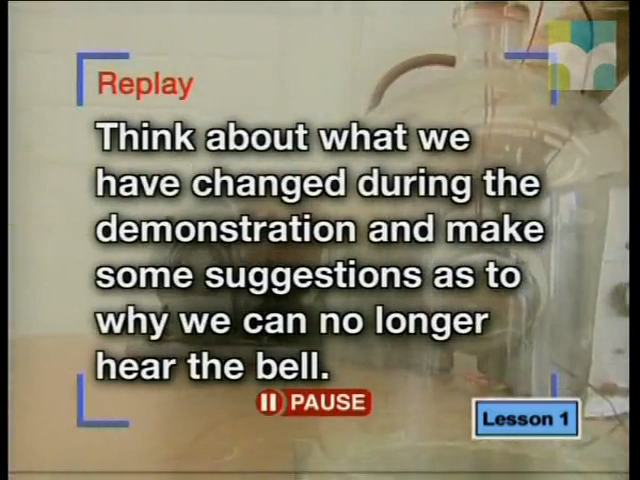 Replay
Think about what we
have changed during the
demonstration and make
some suggestions as to
why we can no longer
hear the bell.
PAUSE
Lesson 1